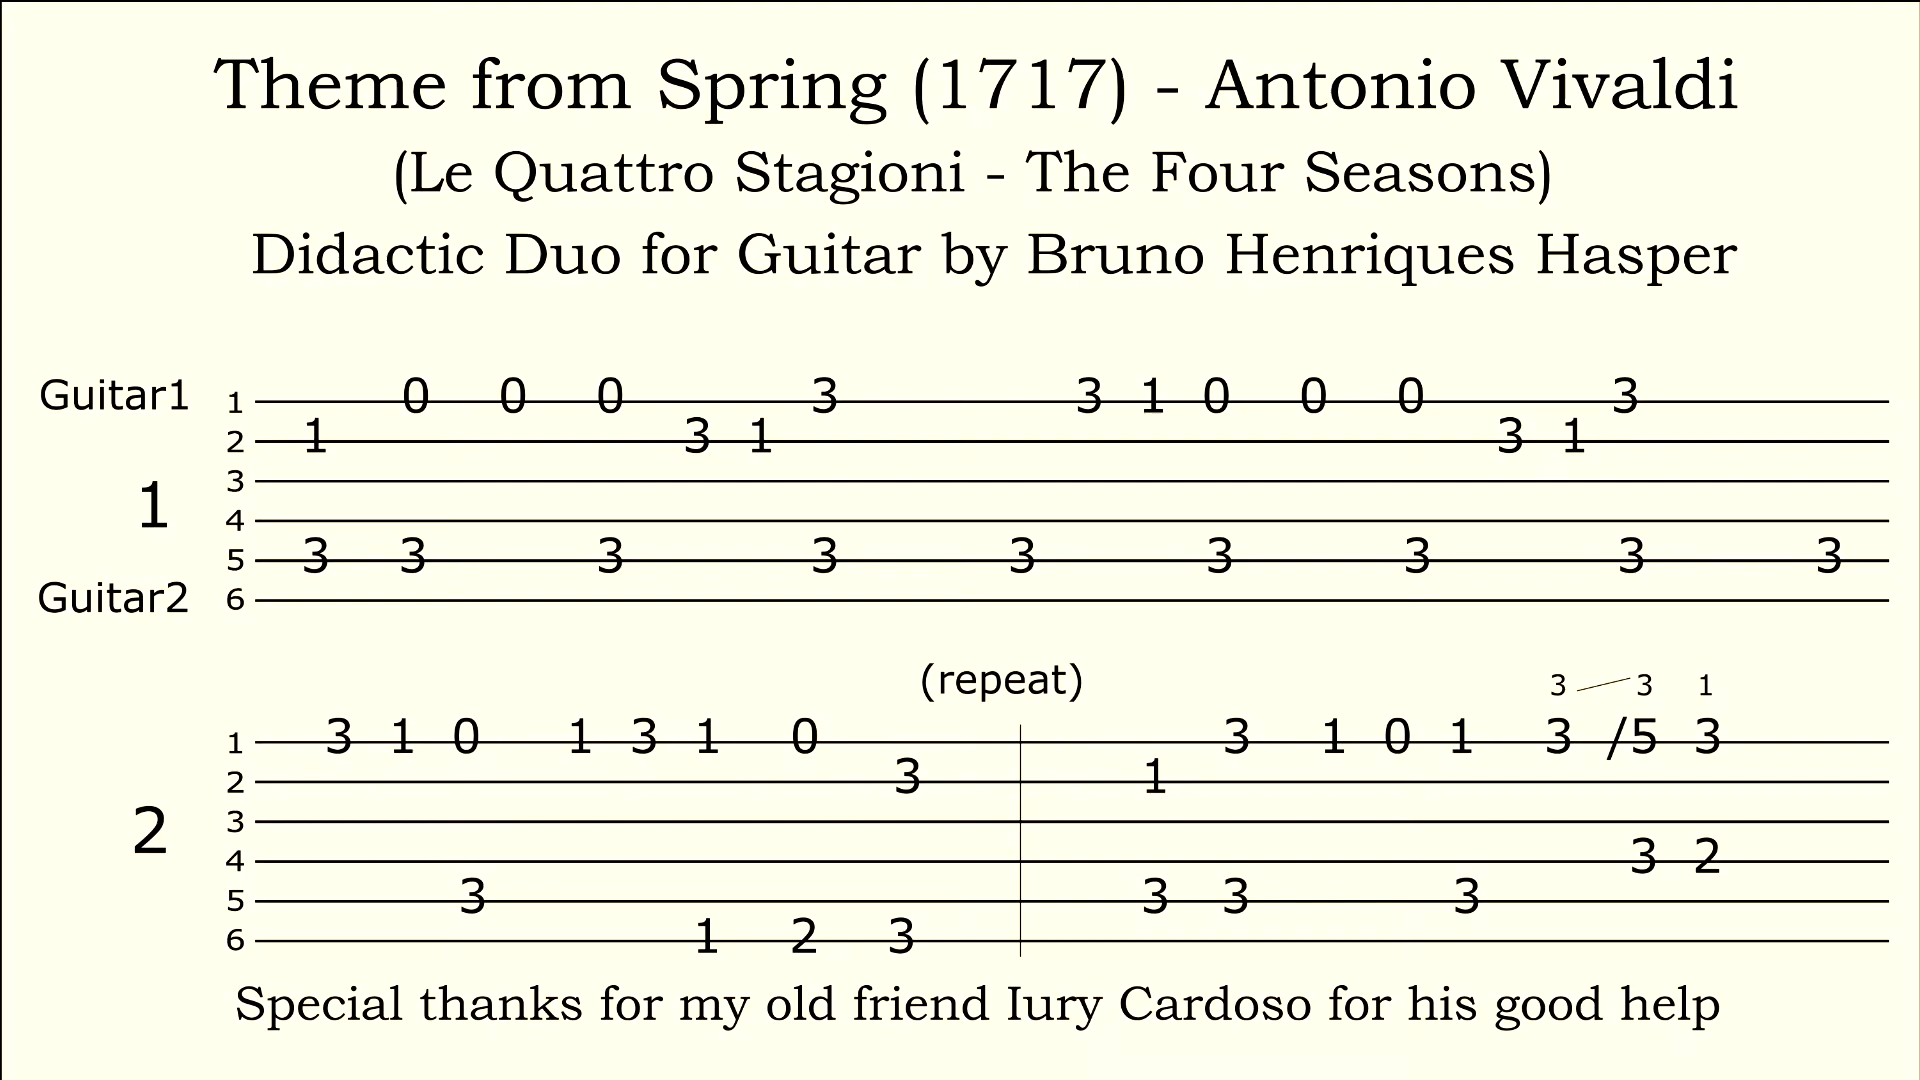 Theme from Spring (1717) - Antonio Vivaldi
(Le Quattro Stagioni - The Four Seasons)
Didactic Duo for Guitar by Bruno Henriques Hasper
Guitar1 1 0 0 0 3 3 1 0 0 0 3
2 1 3 1 3 1
3
1
4
5 3 3 3 3 3 3 3 3 3
Guitar2 6
(repeat) 3 3 1
1 3 1 0 1 3 1 0 3 1 0 1 3 /5 3
2 3 1
3
2
4 3 2
5 3 3 3 3
6 1 2 3
Special thanks for my old friend Iury Cardoso for his good help